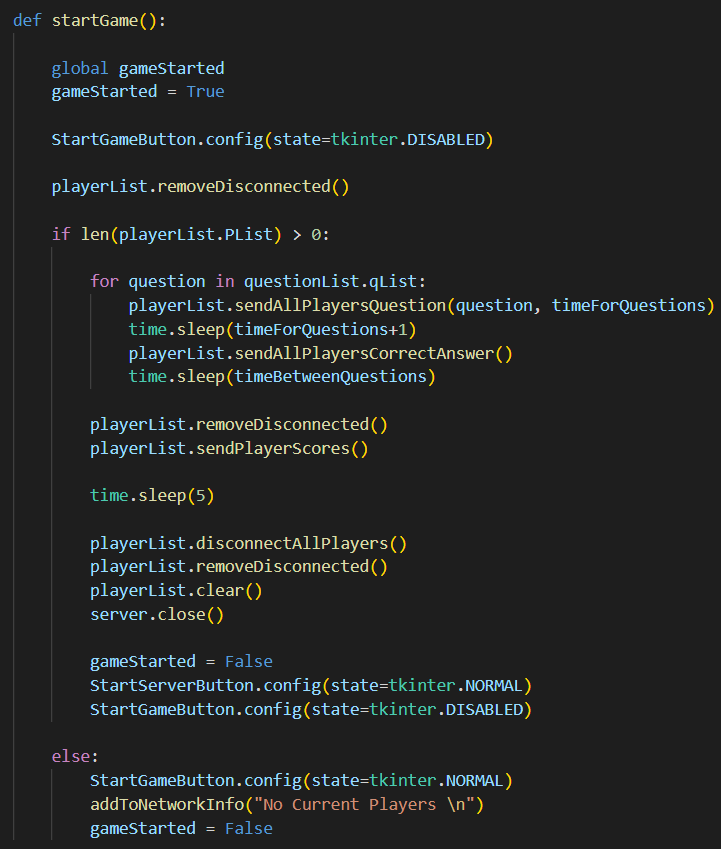 def startGame():
global gameStarted
gameStarted = True
StartGameButton.config(state=tkinter.DISABLED)
playerList.removeDisconnected()
if len(playerList.PList) > 0:
for question in questionList.qList:
playerList.sendAllPlayersQuestion(question, timeForQuestions)
time.sleep(timeForQuestions+1)
playerList.sendAllPlayersCorrectAnswer()
time.sleep(timeBetweenQuestions)
playerList.removeDisconnected()
playerList.sendPlayerScores()
time.sleep(5)
playerList.disconnectAllPlayers()
playerList.removeDisconnected()
playerList.clear()
server.close()
gameStarted = False
StartServerButton.config(state=tkinter.NORMAL)
StartGameButton.config(state=tkinter.DISABLED)
else:
StartGameButton.config(state=tkinter.NORMAL)
addToNetworkInfo("No Current Players \n")
gameStarted = False